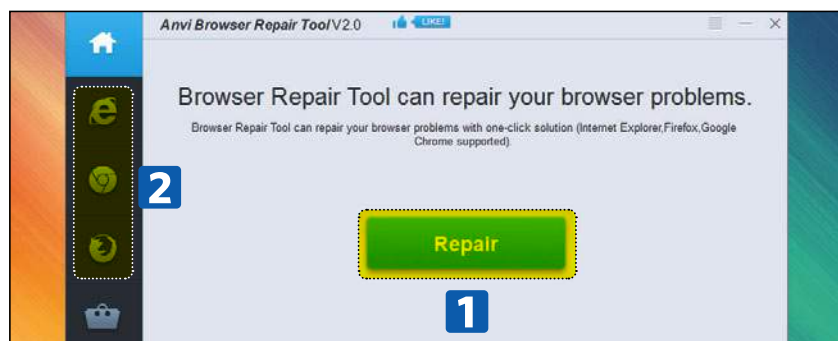 Anvi Browser Repair Tool V2.0 LIKE!
Browser Repair Tool can repair your browser problems.
Browser Repair Tool can repair your browser problems with one-click solution (Internet Explorer,Firefox,Google
Chrome supported).
2
Repair
1